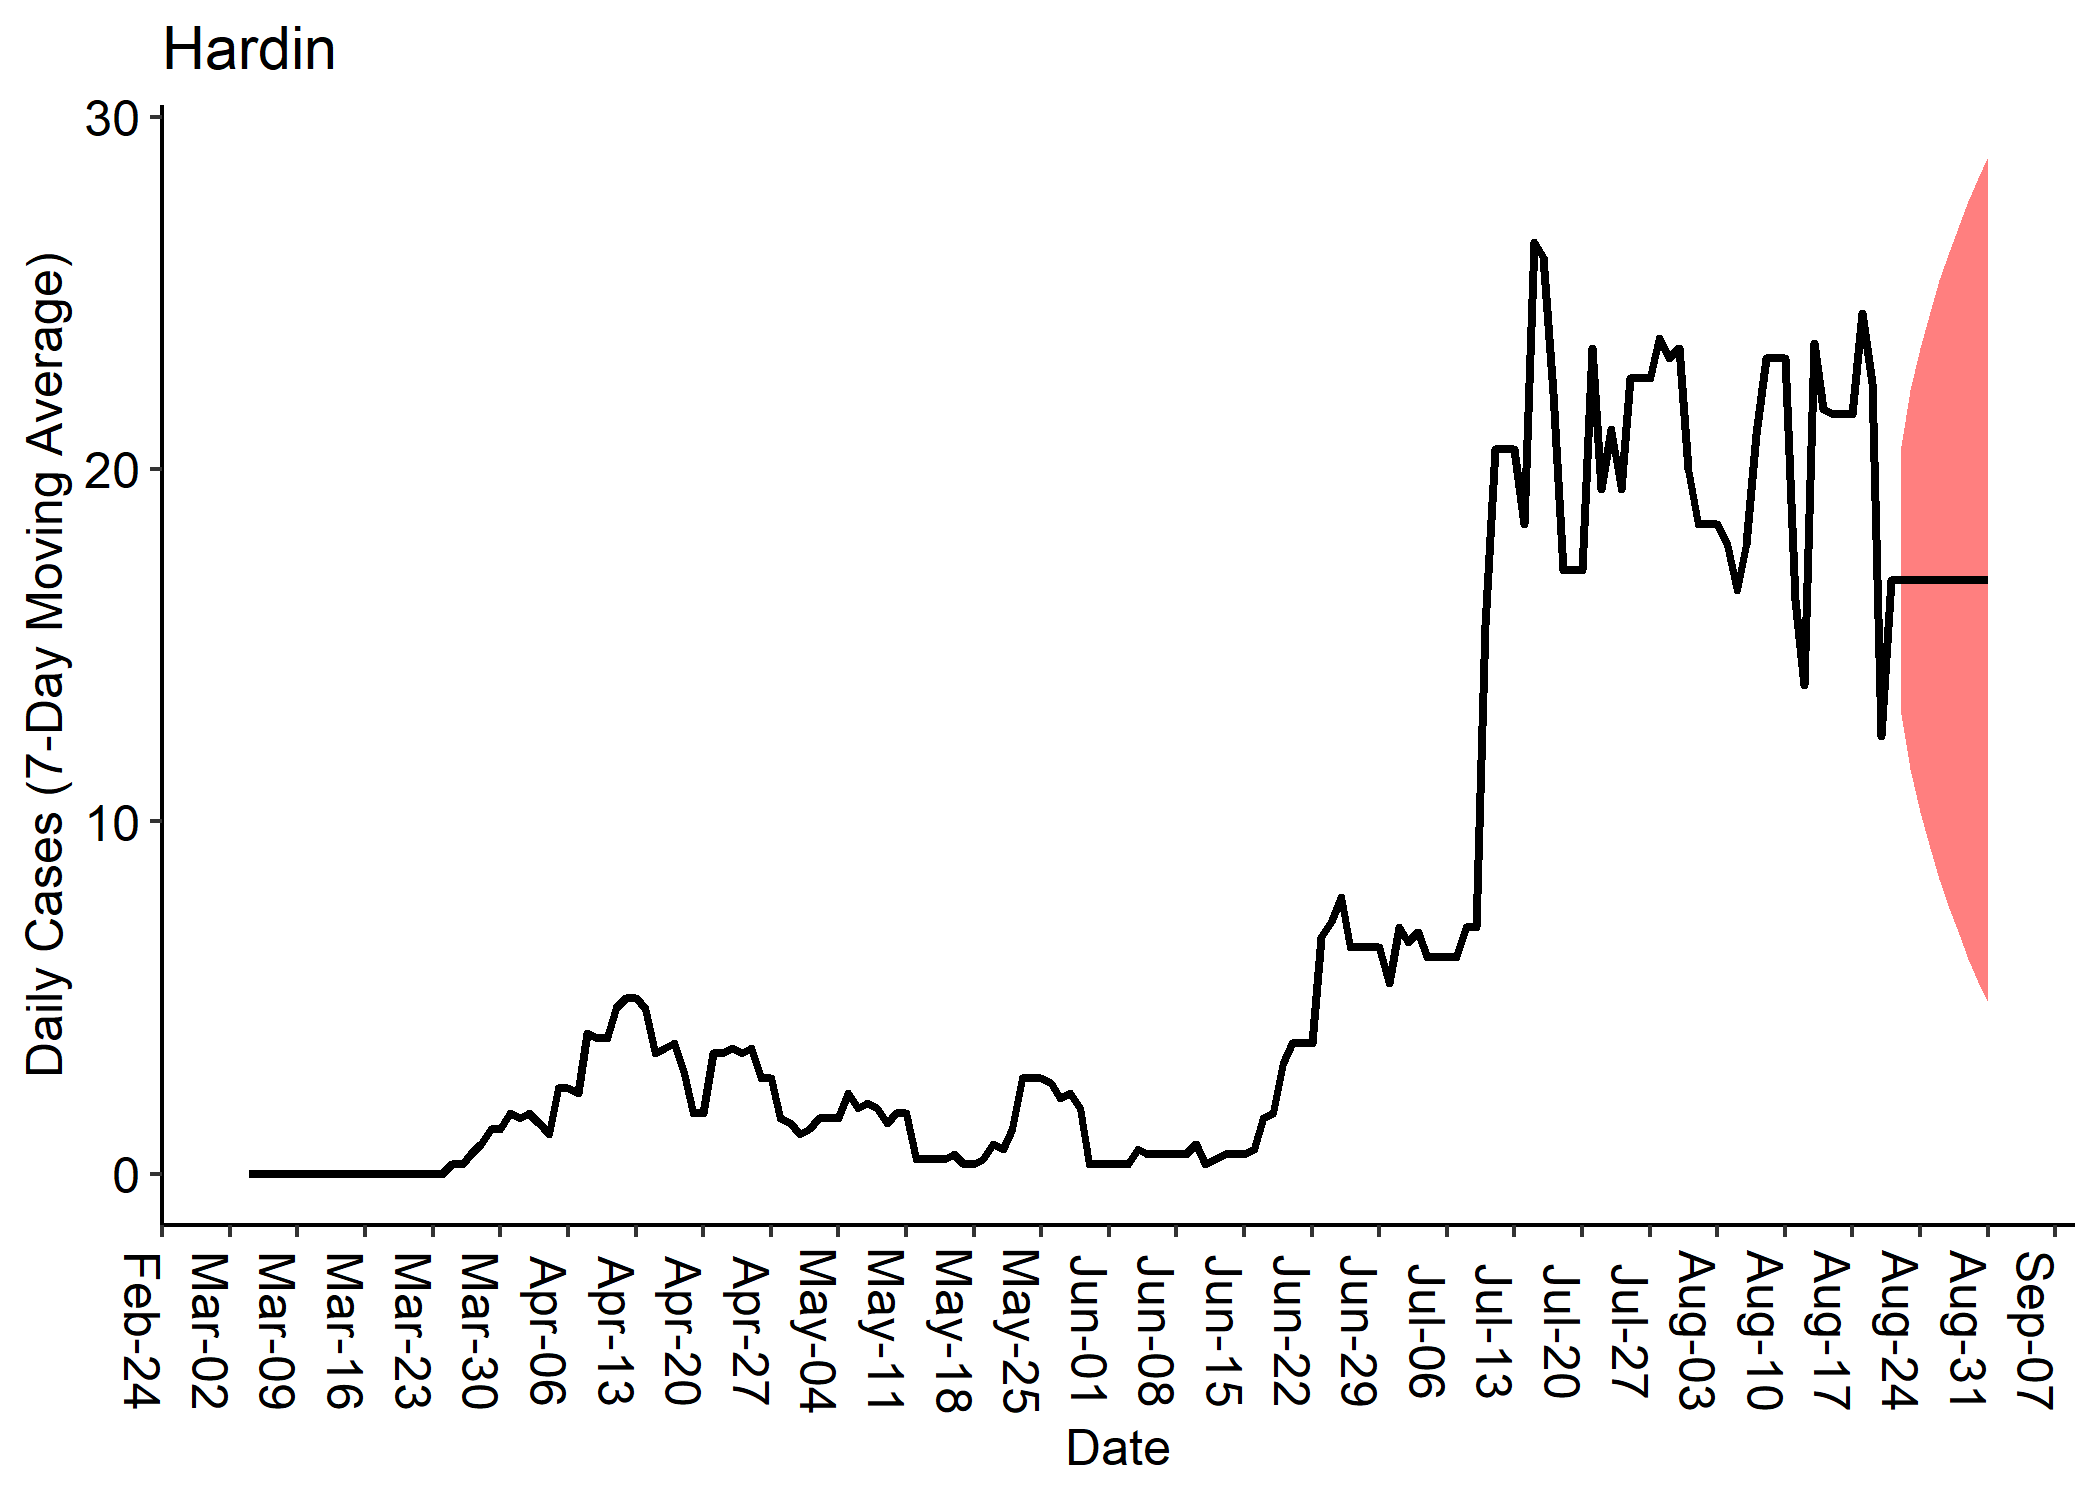 Hardin
Daily Cases (7-Day Moving Average)
30
20
10
0
Feb-24
Mar-02
Mar-09
Mar-16
Mar-23
Mar-30
Apr-06
Apr-13
Apr-20
Apr-27
May-04
May-11
May-18
May-25
Jun-01
Jun-08
Jun-15
Jun-22
Jun-29
Jul-06
Jul-13
Jul-20
Jul-27
Aug-03
Aug-10
Aug-17
Aug-24
Aug-31
Sep-07
Date